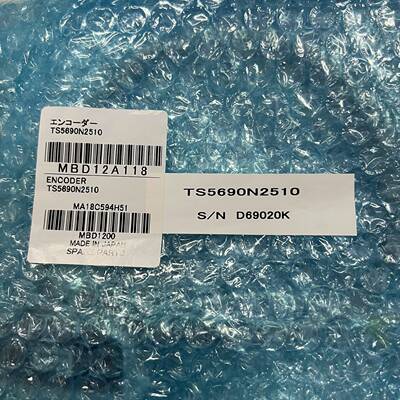 エンコーダー
TS5690N2510
MBD12A118
ENCODER
TS5690N2510
MA18C594H51
MBD1200
MADE IN JAPAN
SPARE PARTS
TS5690N2510
S/N D69020K